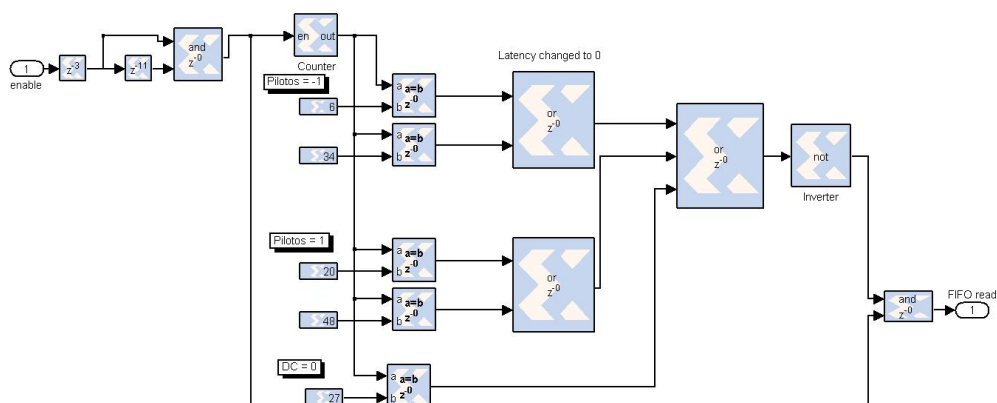 and
z-0
en out
Counter
1
enable
z-3
z-11
Latency changed to 0
Pilotos = -1
a
b
a=b
z-0
6
or
z-0
a
b
a=b
z-0
34
or
z-0
not
Inverter
Pilotos = 1
a
b
a=b
z-0
20
or
z-0
a
b
a=b
z-0
48
and
z-0
FIFO read
1
DC = 0
a
b
a=b
z-0
27